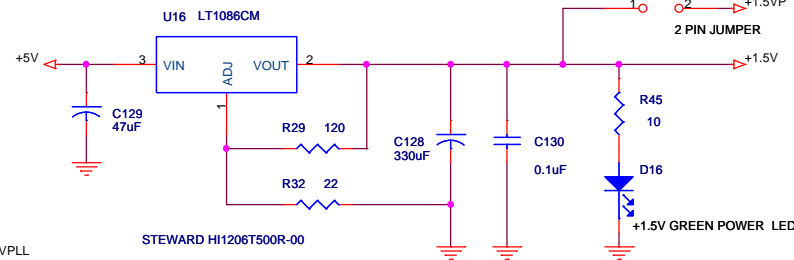 1 2 +1.5VP
2 PIN JUMPER
U16 LT1086CM
+5V 3 VIN VOUT 2 +1.5V
ADJ
1
C129
47uF
R29 120
R32 22
C128
330uF
C130
0.1uF
R45
10
D16
+1.5V GREEN POWER LED
STEWARD HI1206T500R-00
VPLL